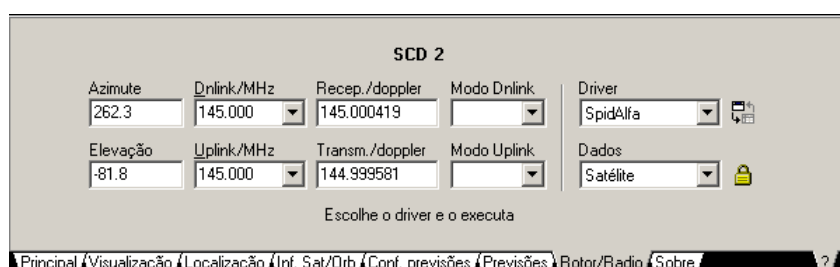 SCD 2
Azimute Dnlink/MHz Recep./doppler Modo Dnlink Driver
262.3 145.000 145.000419 SpidAlfa
Elevação Uplink/MHz Transm./doppler Modo Uplink Dados
-81.8 145.000 144.999581 Satélite
Escolhe o driver e o executa
Principal Visualização Localização Inf. Sat/Orb Conf. previsões Previsões Rotor/Radio Sobre ?